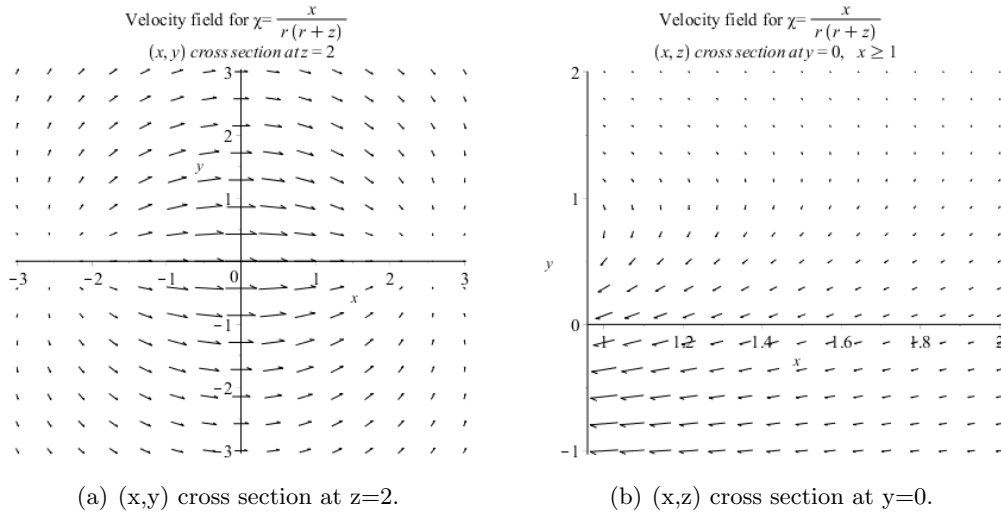 Velocity field for χ= x / r (r + z)
(x, y) cross section at z = 2
3
2
y
1
-3 -2 -1 0 1 2 3
x
-1
-2
-3
(a) (x,y) cross section at z=2.
Velocity field for χ= x / r (r + z)
(x, z) cross section at y = 0, x ≥ 1
2
1
y
0
1 1.2 1.4 1.6 1.8 2
x
-1
(b) (x,z) cross section at y=0.